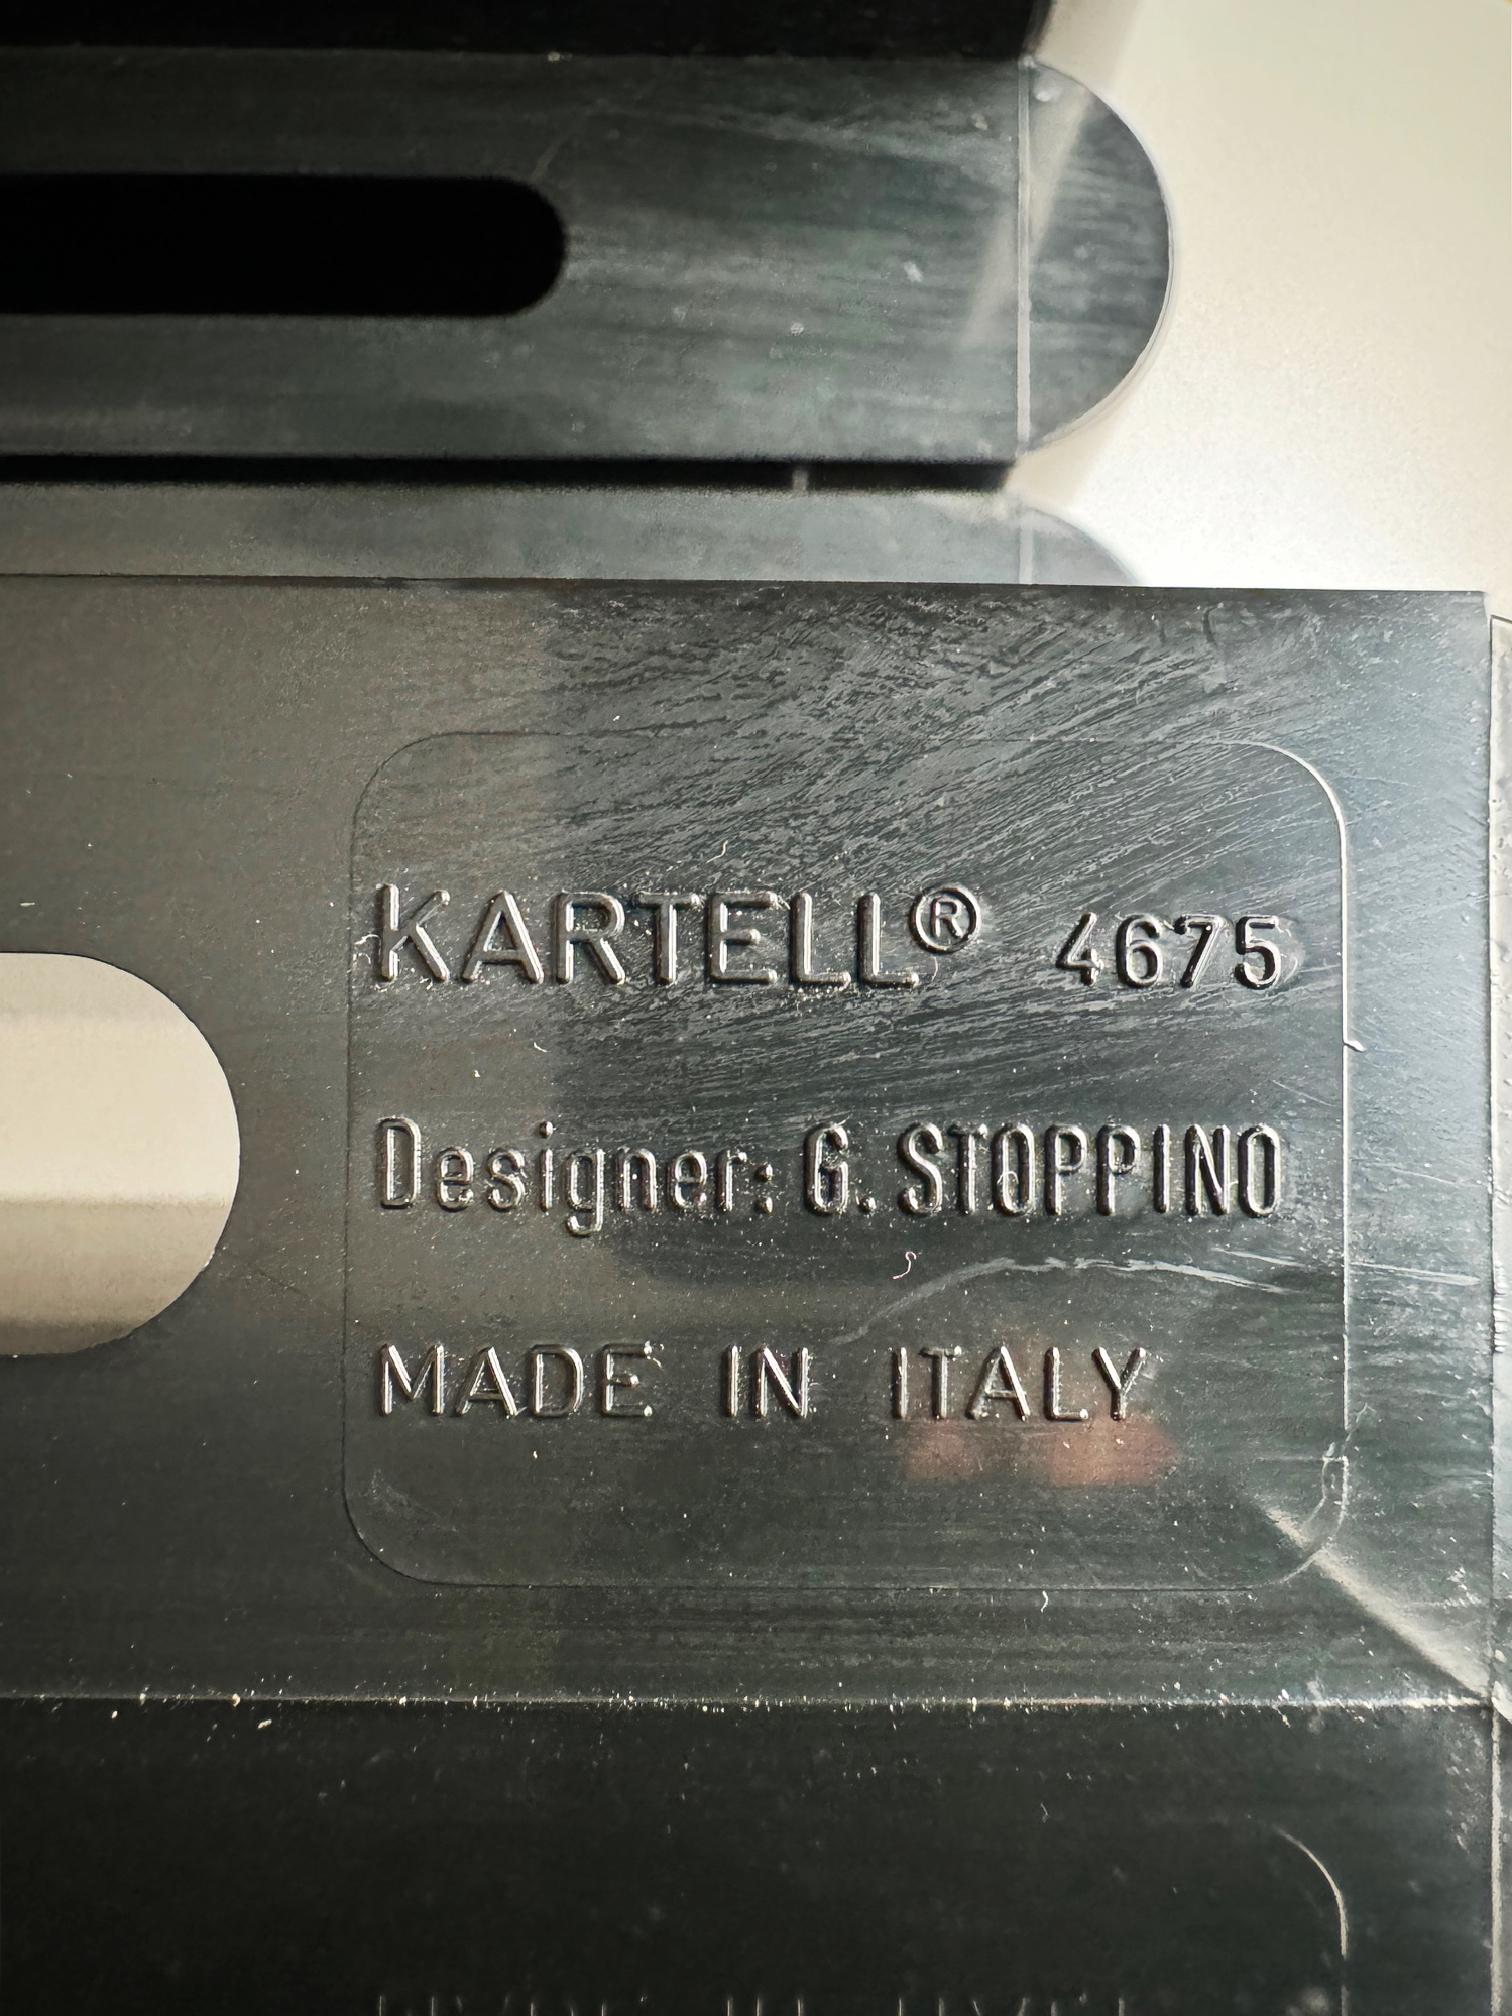 KARTELL® 4675
Designer: G. STOPPINO
MADE IN ITALY